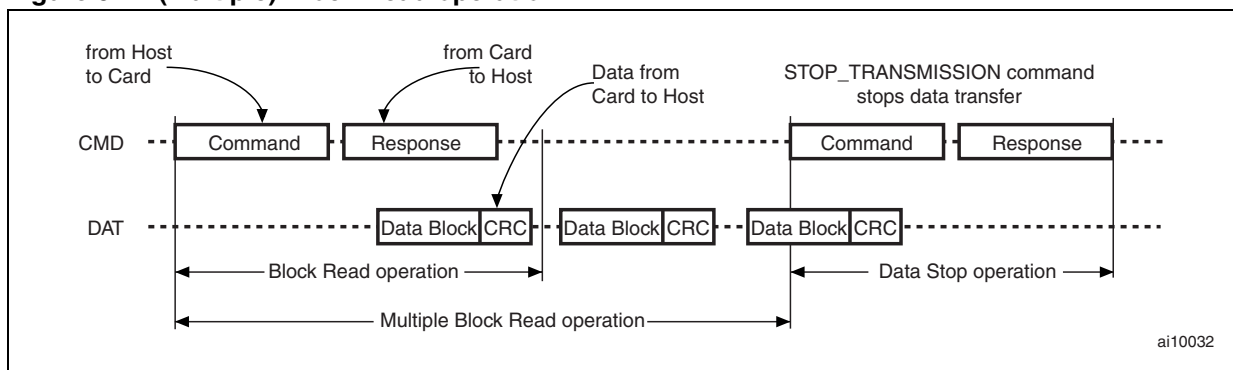 from Host
to Card
from Card
to Host
Data from
Card to Host
STOP_TRANSMISSION command
stops data transfer
CMD
Command
Response
Command
Response
DAT
Data Block
CRC
Data Block
CRC
Data Block
CRC
Block Read operation
Data Stop operation
Multiple Block Read operation
ai10032